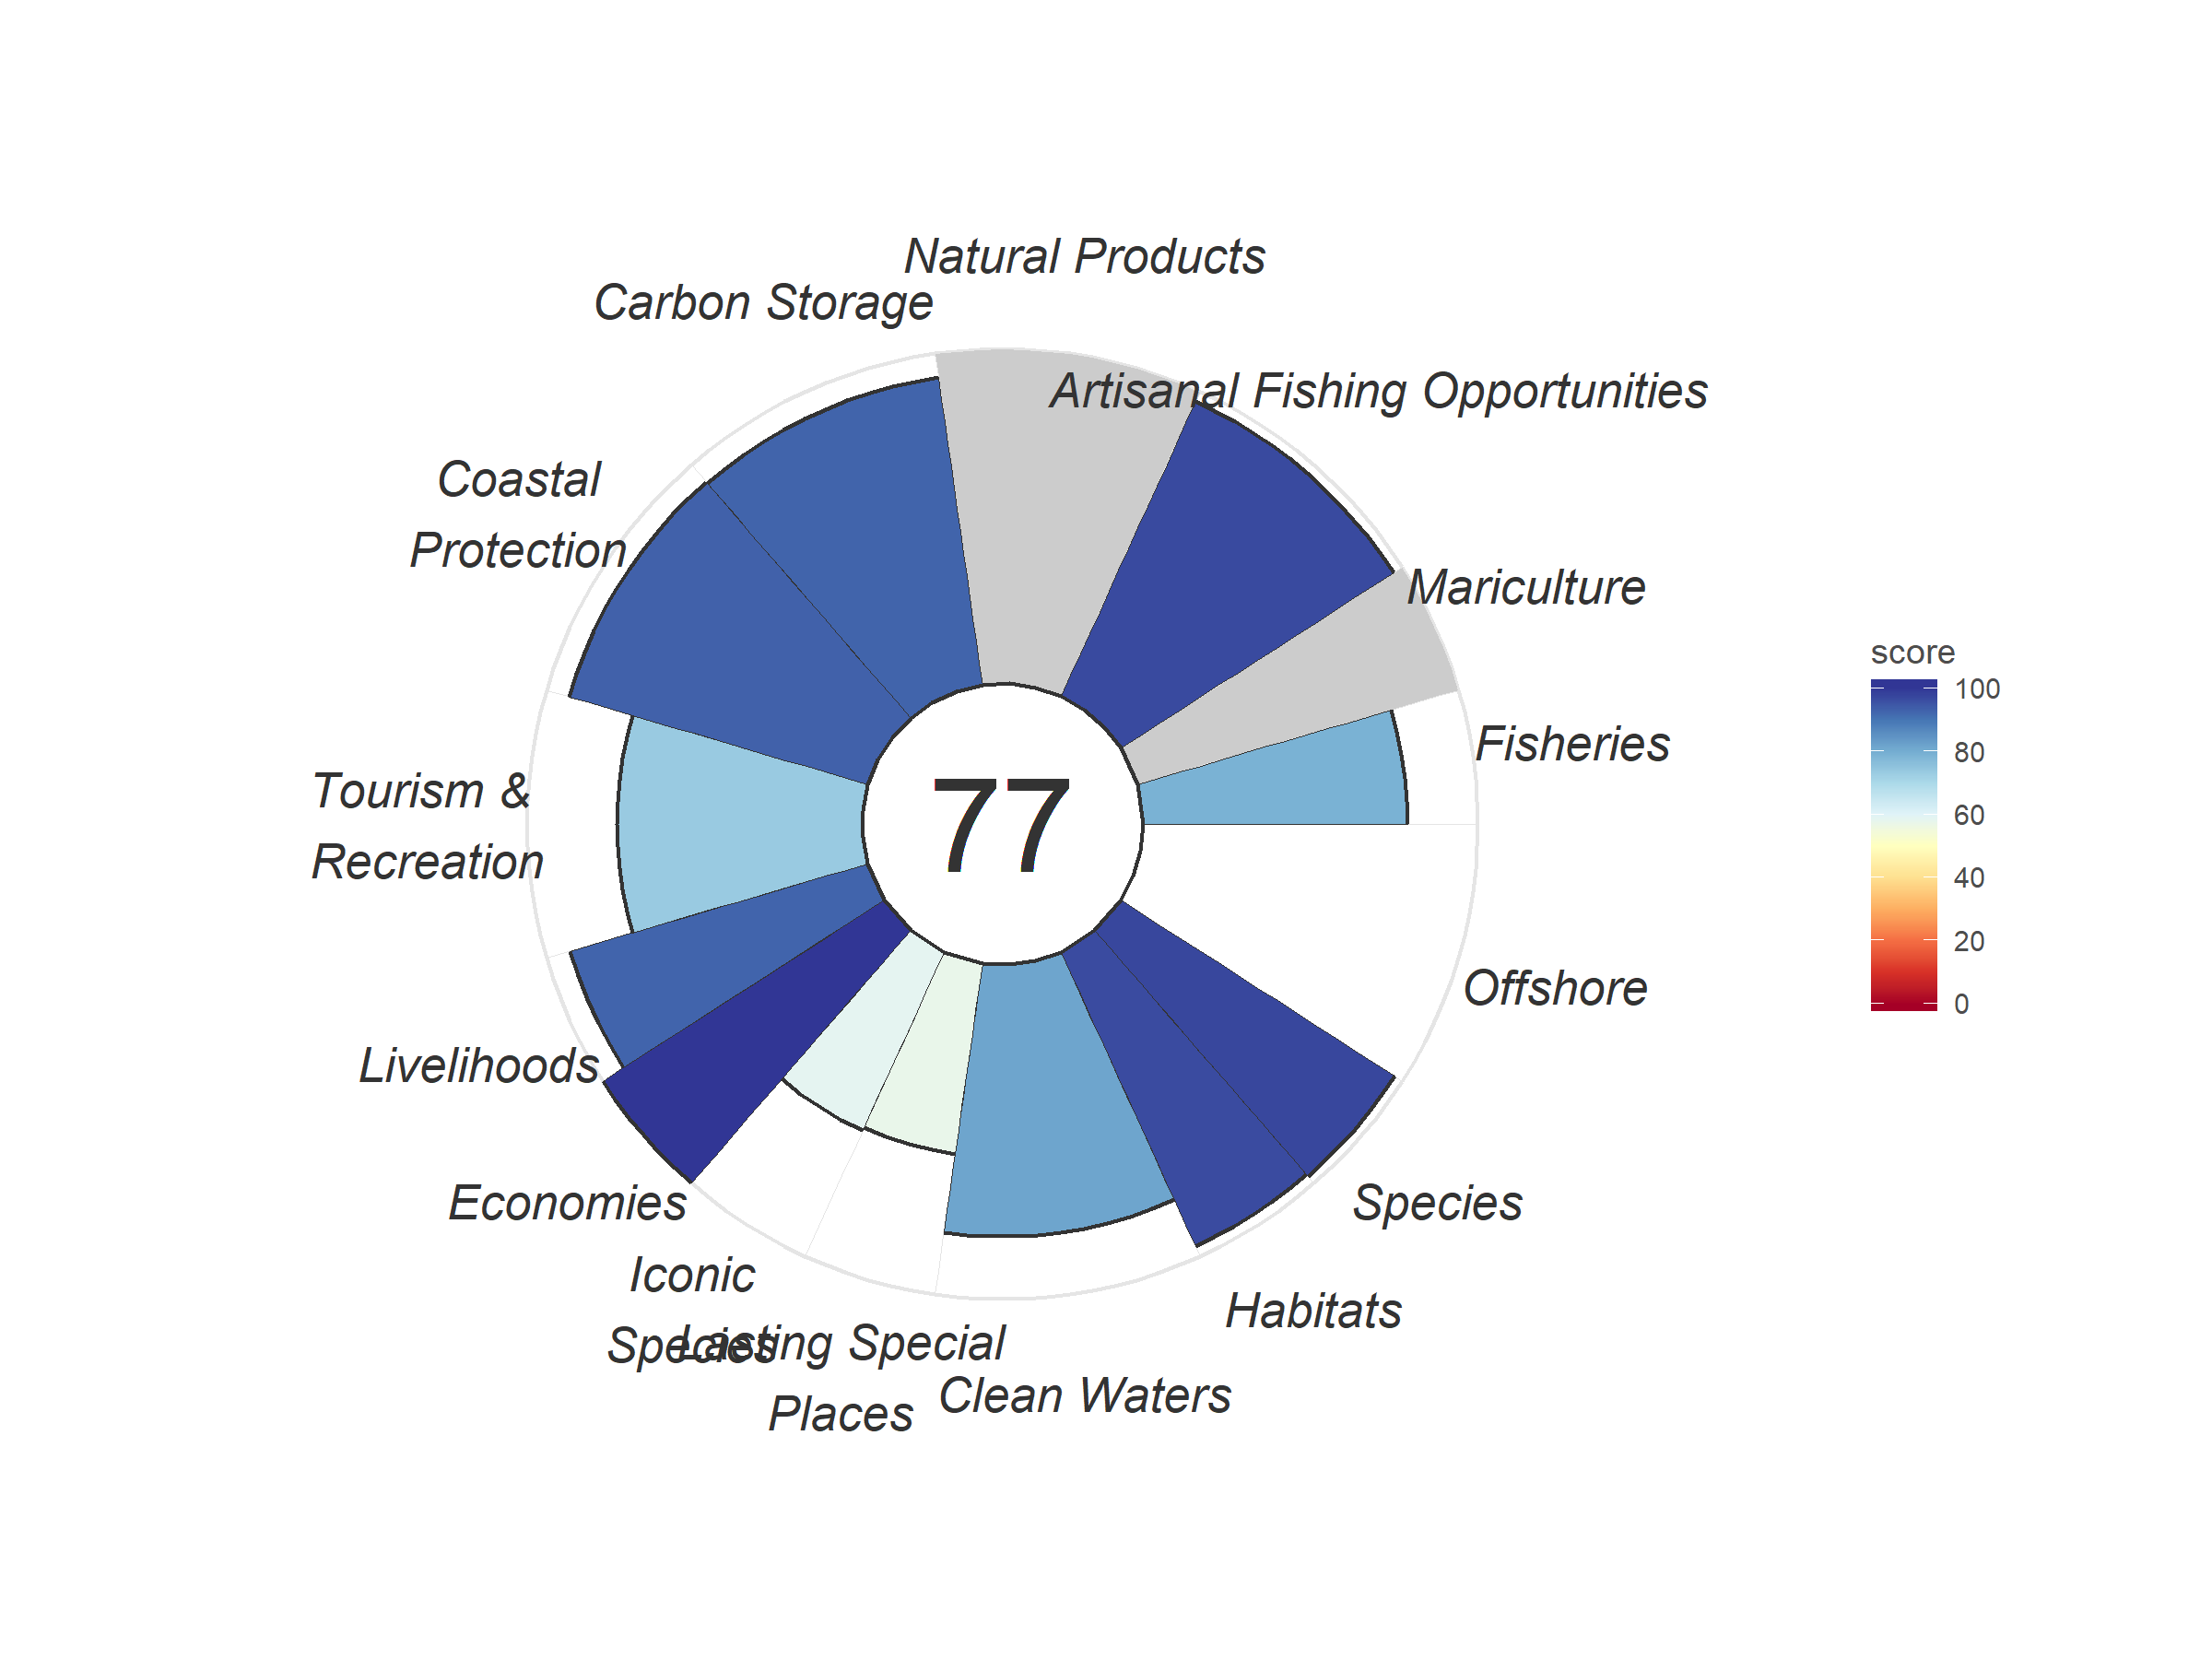 Natural Products
Carbon Storage
Artisanal Fishing Opportunities
Coastal
Protection
Mariculture
score
100
80
60
40
20
0
Fisheries
77
Tourism &
Recreation
Offshore
Livelihoods
Economies
Species
Iconic
Species
Habitats
Lasting Special
Places
Clean Waters